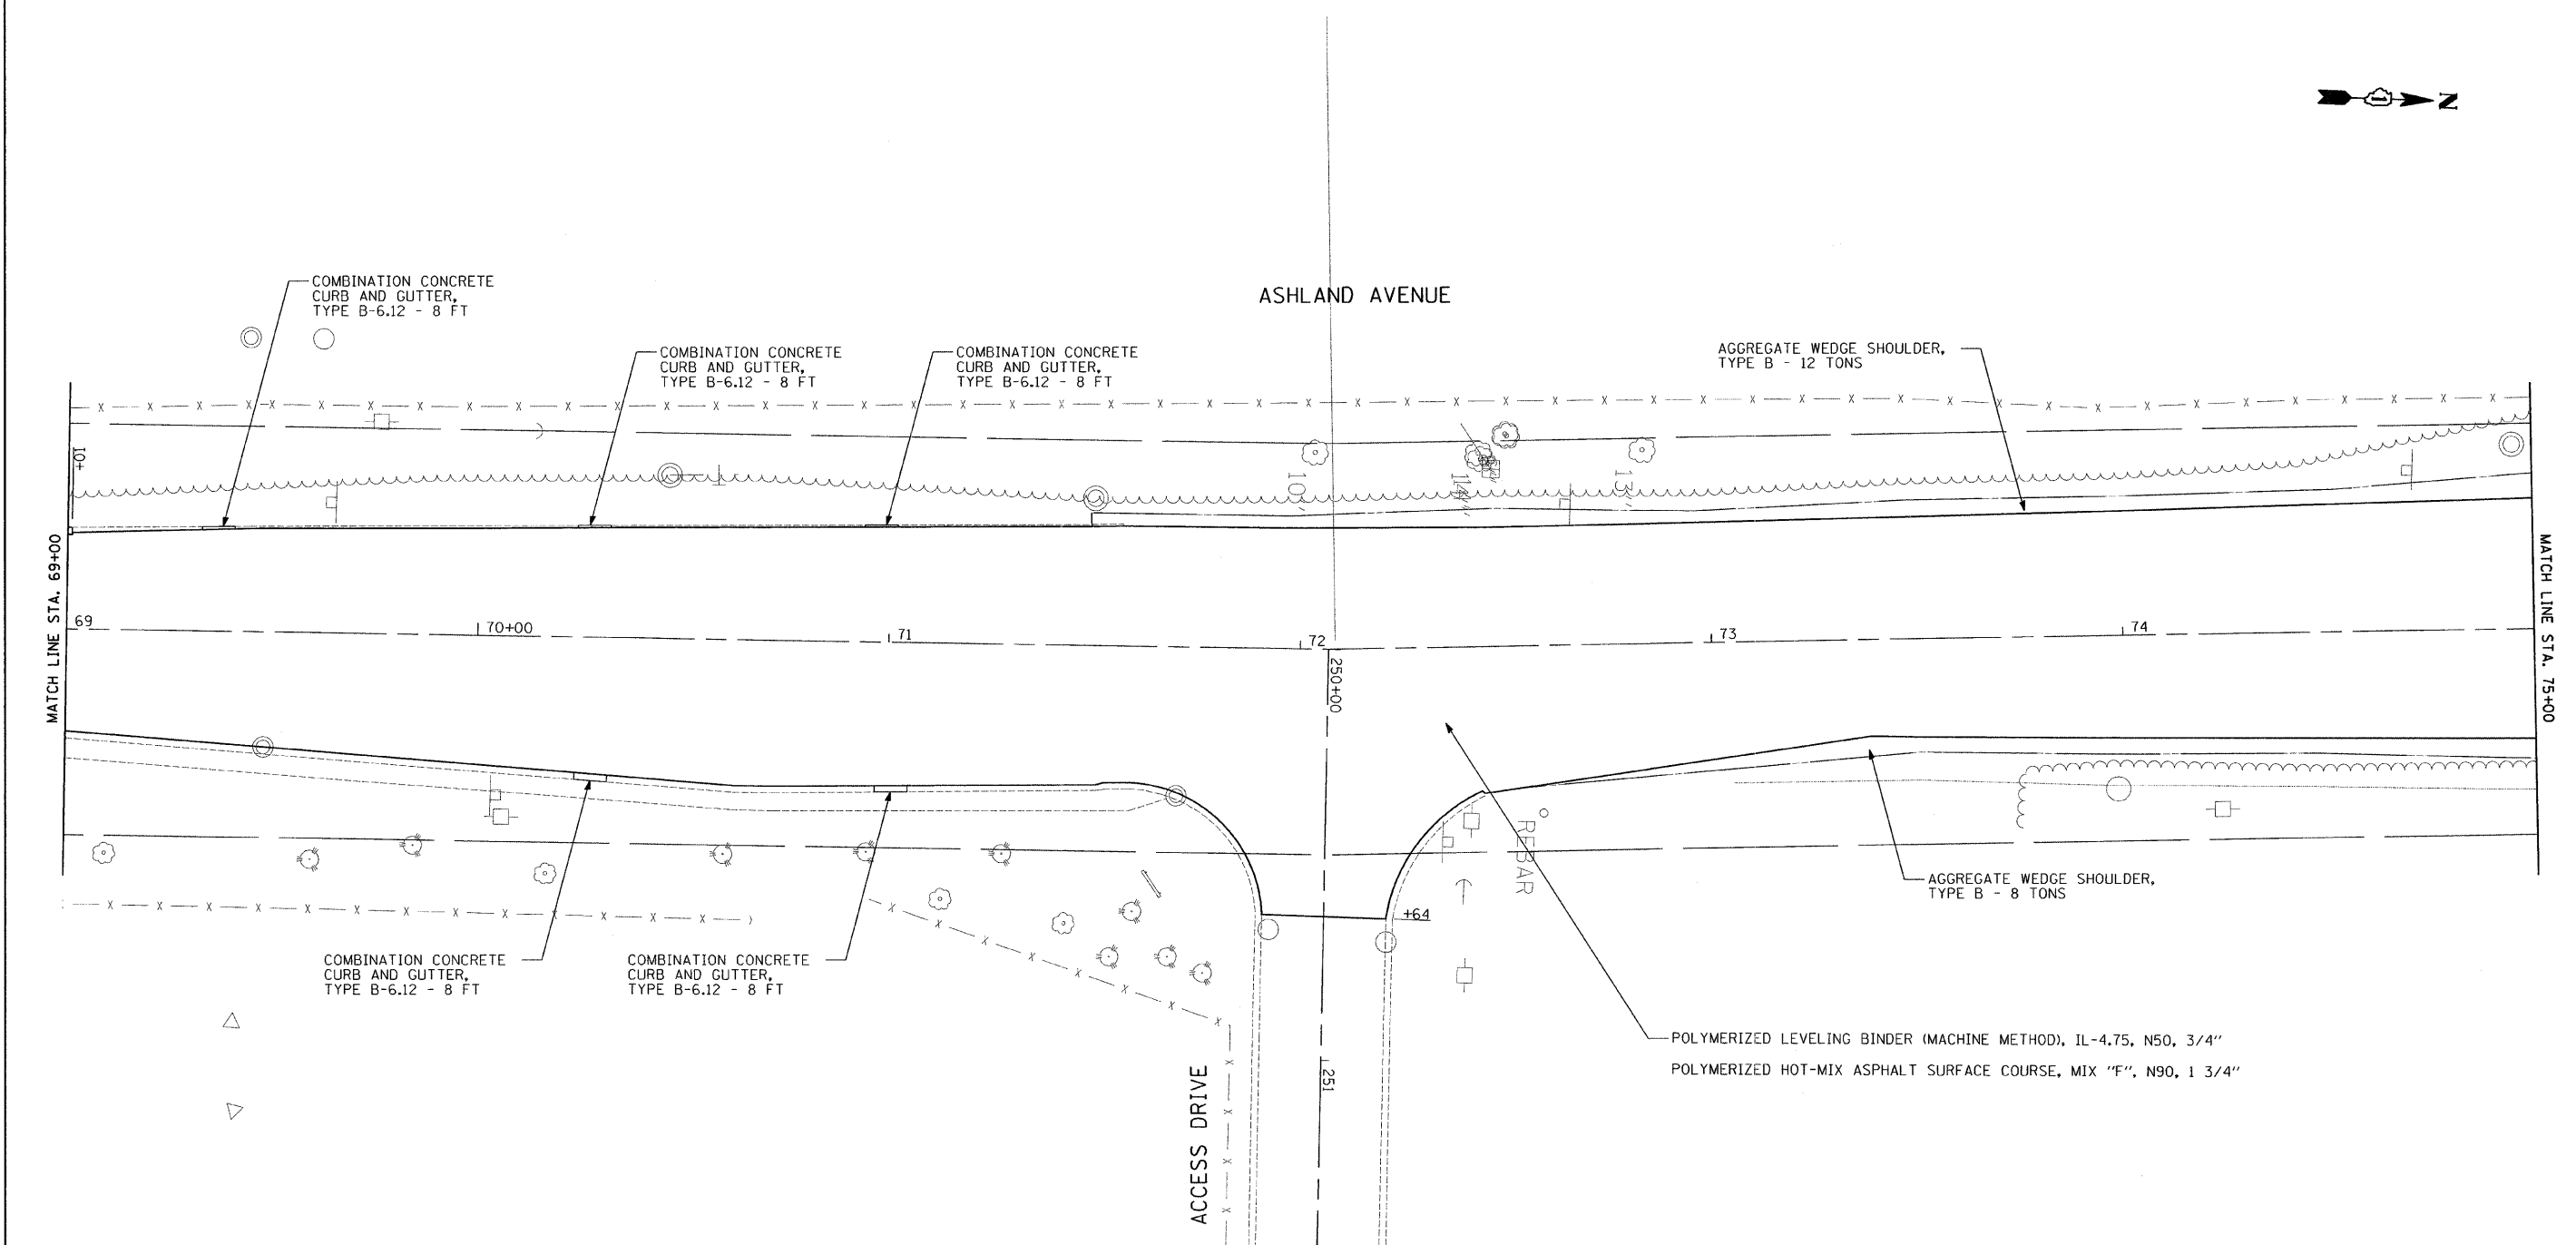 N
COMBINATION CONCRETE
CURB AND GUTTER,
TYPE B-6.12 - 8 FT
ASHLAND AVENUE
COMBINATION CONCRETE
CURB AND GUTTER,
TYPE B-6.12 - 8 FT
COMBINATION CONCRETE
CURB AND GUTTER,
TYPE B-6.12 - 8 FT
AGGREGATE WEDGE SHOULDER,
TYPE B - 12 TONS
+01
10"
14"
13"
MATCH LINE STA. 69+00
69
70+00
71
72
73
74
MATCH LINE STA. 75+00
250+00
REBAR
AGGREGATE WEDGE SHOULDER,
TYPE B - 8 TONS
+64
COMBINATION CONCRETE
CURB AND GUTTER,
TYPE B-6.12 - 8 FT
COMBINATION CONCRETE
CURB AND GUTTER,
TYPE B-6.12 - 8 FT
POLYMERIZED LEVELING BINDER (MACHINE METHOD), IL-4.75, N50, 3/4"
POLYMERIZED HOT-MIX ASPHALT SURFACE COURSE, MIX "F", N90, 1 3/4"
251
ACCESS DRIVE